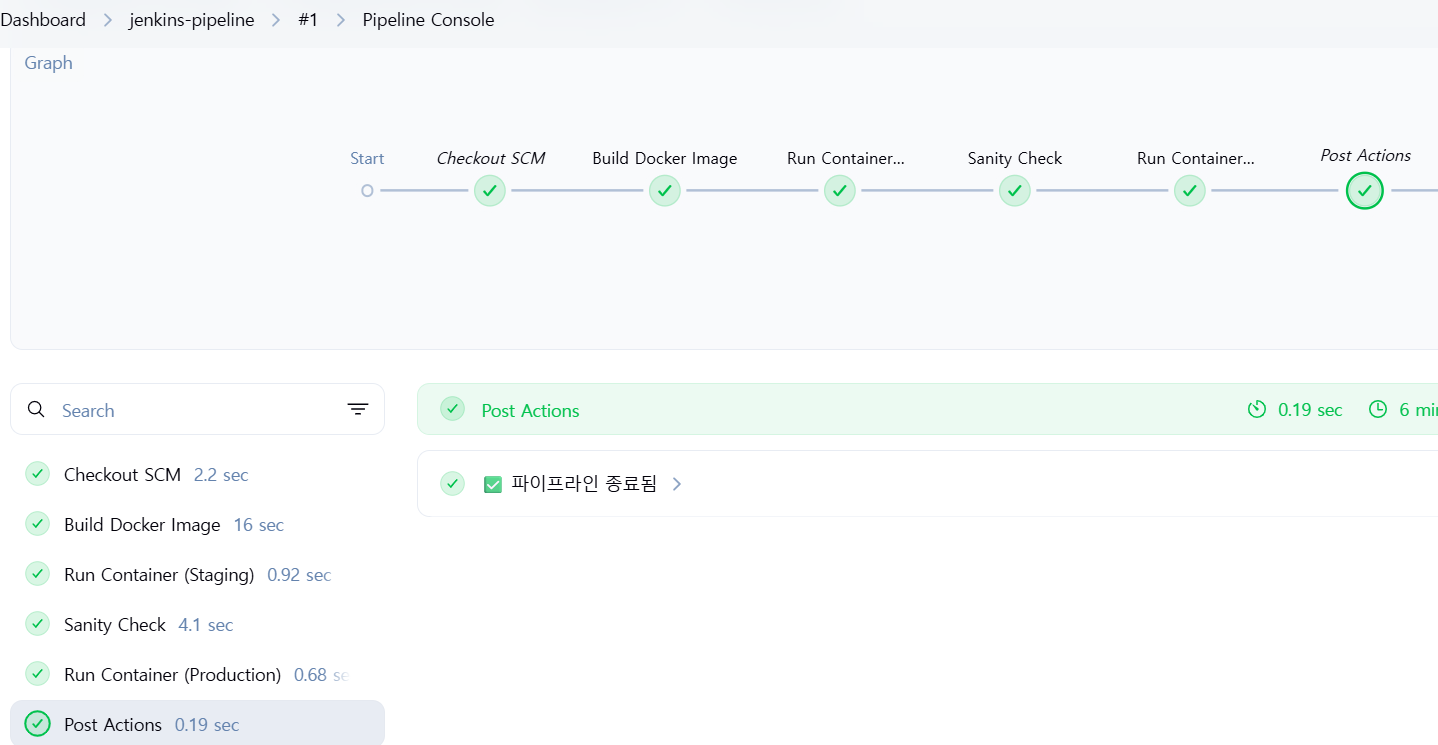 Dashboard > jenkins-pipeline > #1 > Pipeline Console
Graph
Start
Checkout SCM
Build Docker Image
Run Container...
Sanity Check
Run Container...
Post Actions
Search
Checkout SCM 2.2 sec
Build Docker Image 16 sec
Run Container (Staging) 0.92 sec
Sanity Check 4.1 sec
Run Container (Production) 0.68 se
Post Actions 0.19 sec
Post Actions 0.19 sec 6 min
✅ 파이프라인 종료됨 >